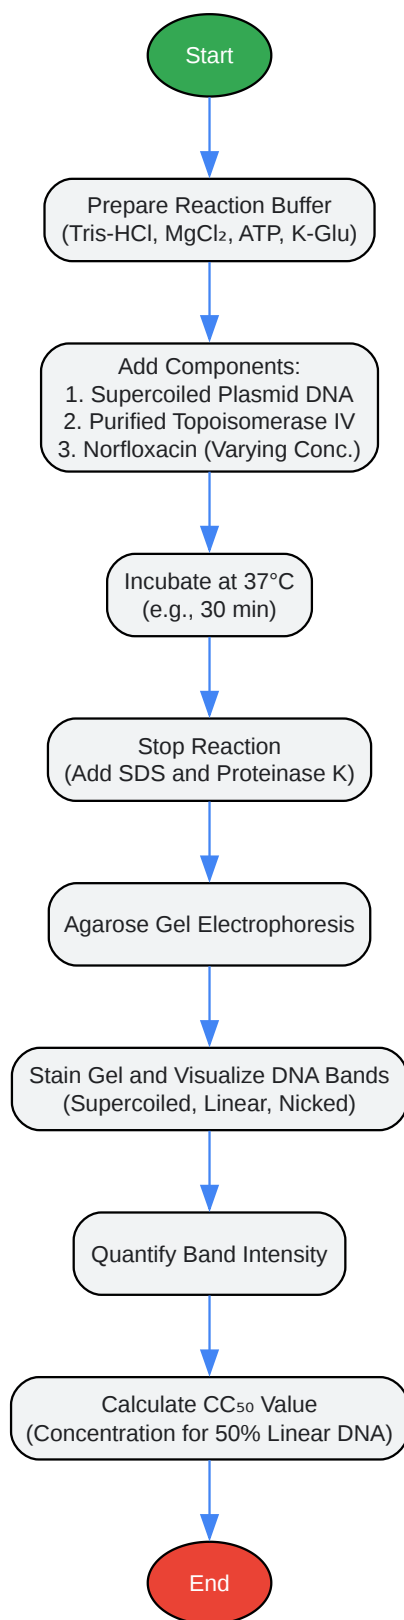 Start
Prepare Reaction Buffer
(Tris-HCl, MgCl₂, ATP, K-Glu)
Add Components:
1. Supercoiled Plasmid DNA
2. Purified Topoisomerase IV
3. Norfloxacin (Varying Conc.)
Incubate at 37°C
(e.g., 30 min)
Stop Reaction
(Add SDS and Proteinase K)
Agarose Gel Electrophoresis
Stain Gel and Visualize DNA Bands
(Supercoiled, Linear, Nicked)
Quantify Band Intensity
Calculate CC₅₀ Value
(Concentration for 50% Linear DNA)
End